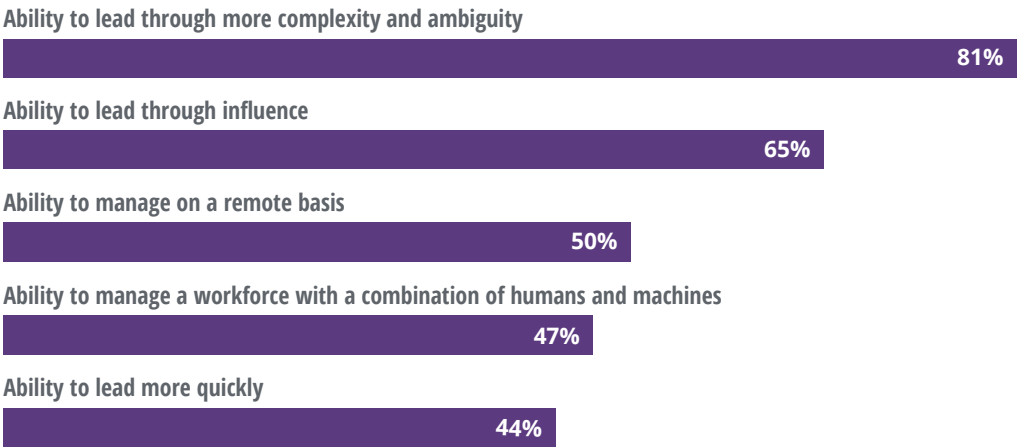 Ability to lead through more complexity and ambiguity
81%
Ability to lead through influence
65%
Ability to manage on a remote basis
50%
Ability to manage a workforce with a combination of humans and machines
47%
Ability to lead more quickly
44%